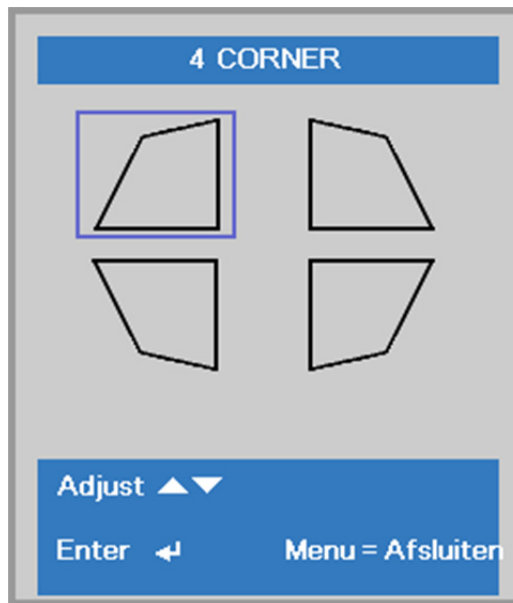 4 CORNER
Adjust ▲▼
Enter ↵
Menu = Afsluiten